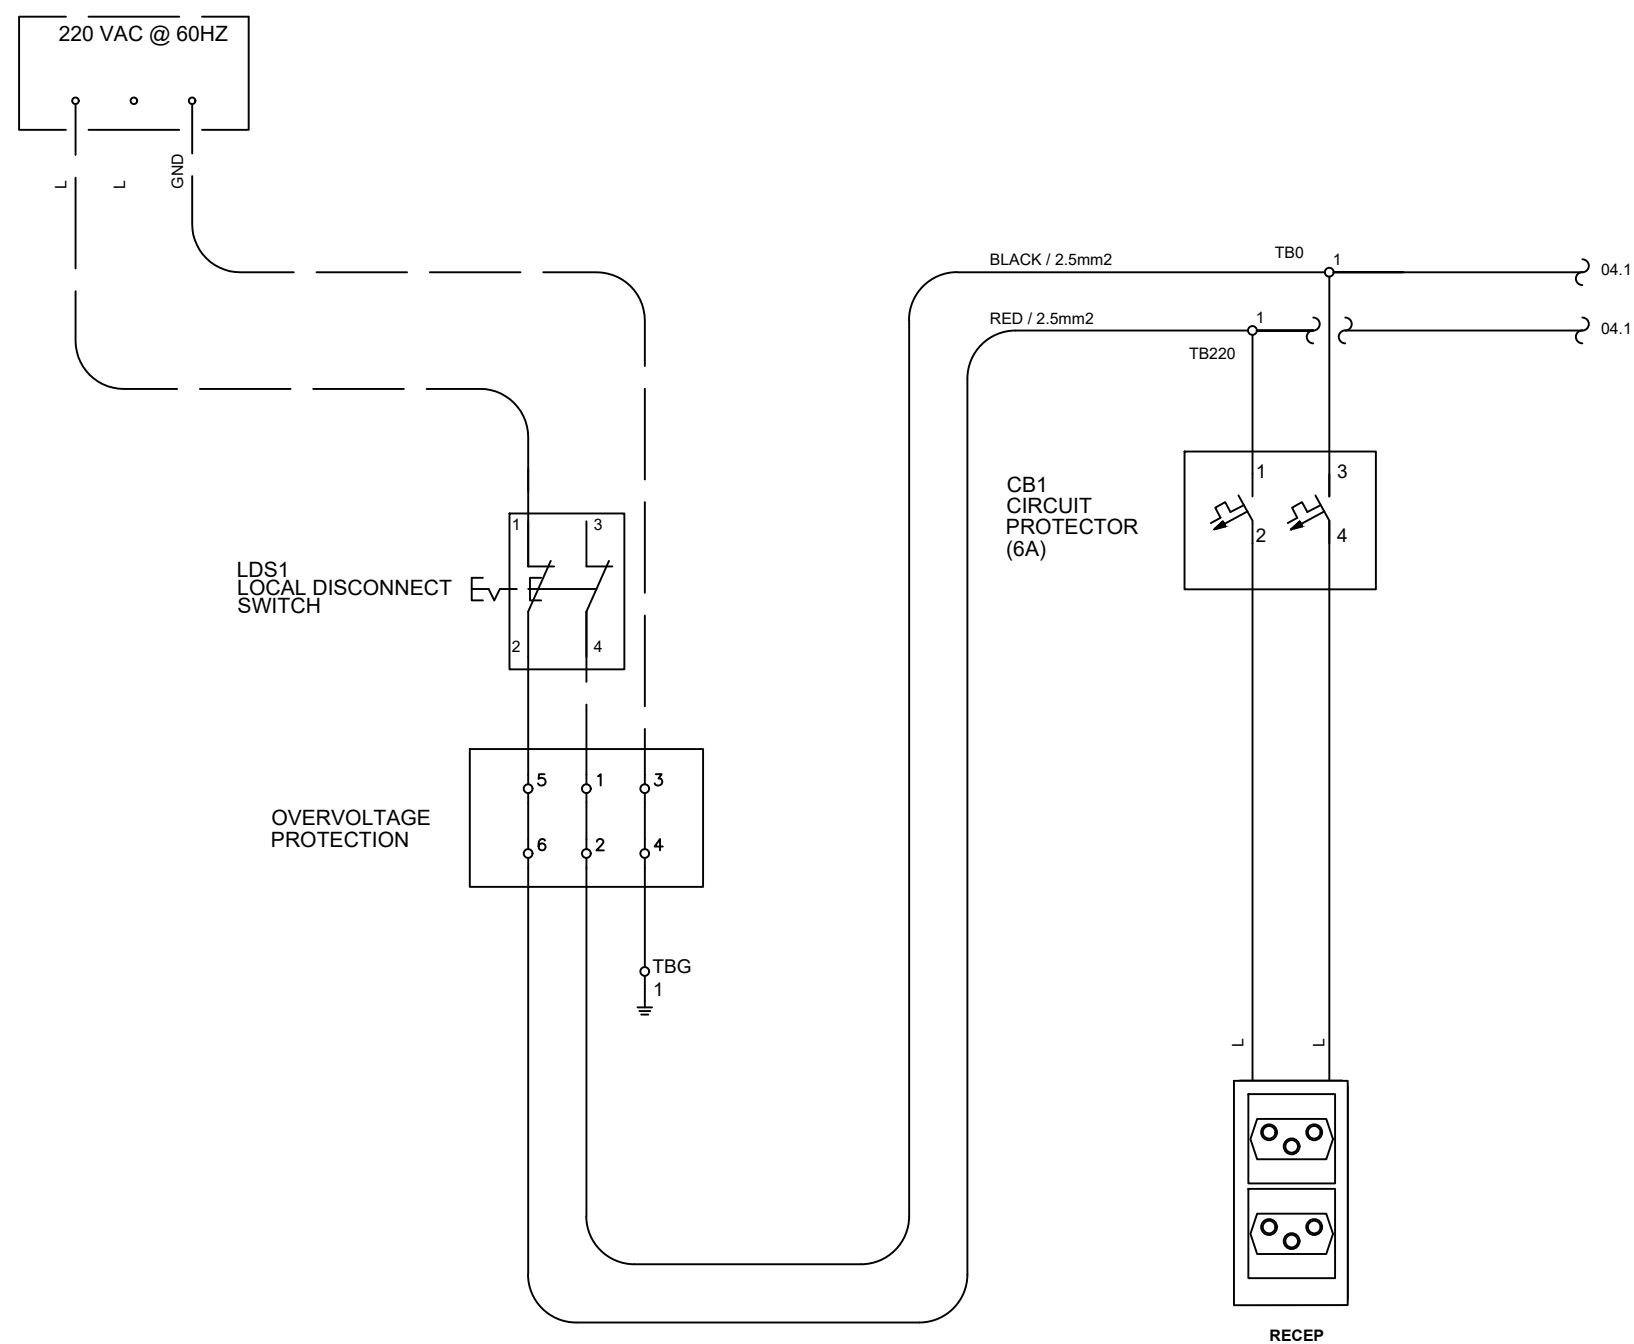 220 VAC @ 60HZ
L
L
GND
BLACK / 2.5mm2
TB0
1
04.1
RED / 2.5mm2
1
04.1
TB220
CB1
CIRCUIT
PROTECTOR
(6A)
1
3
2
4
1
3
LDS1
LOCAL DISCONNECT
SWITCH
2
4
5
1
3
OVERVOLTAGE
PROTECTION
6
2
4
TBG
1
L
L
RECEP